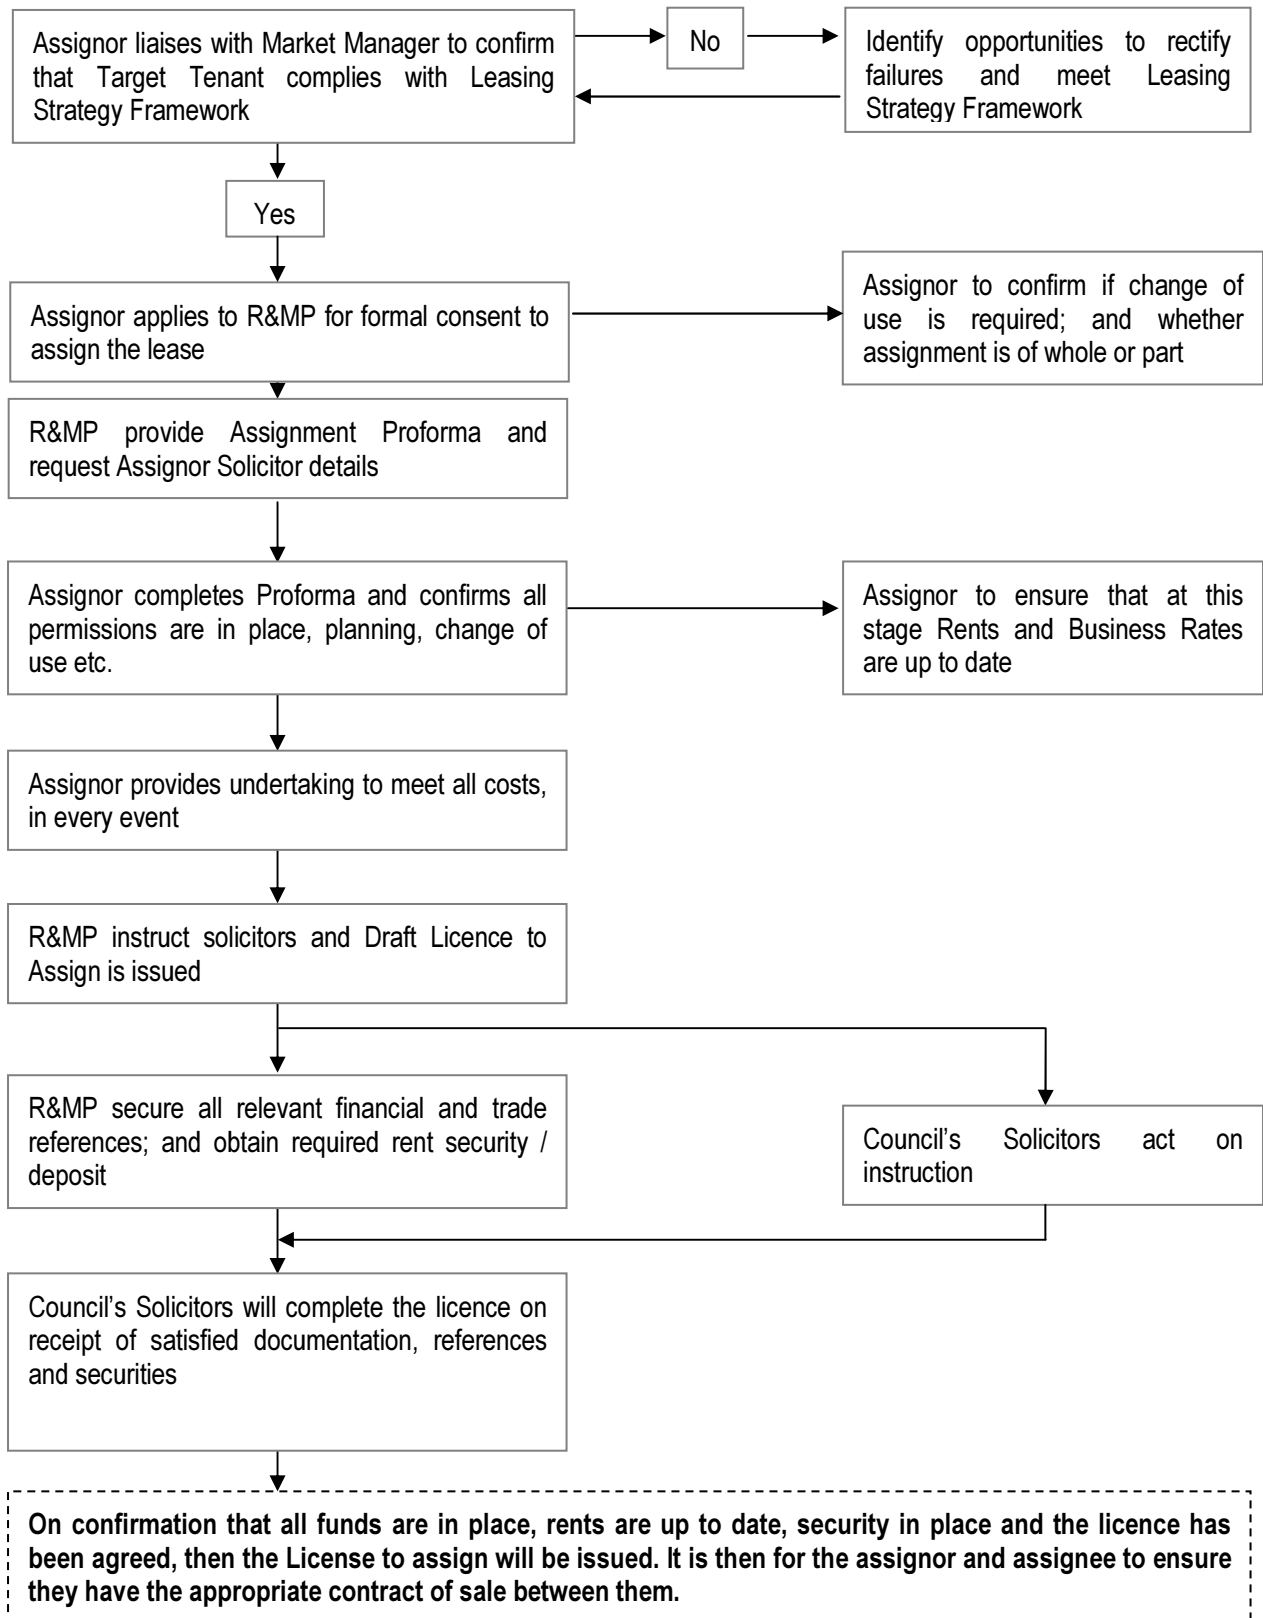 Assignor liaises with Market Manager to confirm
that Target Tenant complies with Leasing
Strategy Framework
No
Identify opportunities to rectify
failures and meet Leasing
Strategy Framework
Yes
Assignor applies to R&MP for formal consent to
assign the lease
Assignor to confirm if change of
use is required; and whether
assignment is of whole or part
R&MP provide Assignment Proforma and
request Assignor Solicitor details
Assignor completes Proforma and confirms all
permissions are in place, planning, change of
use etc.
Assignor to ensure that at this
stage Rents and Business Rates
are up to date
Assignor provides undertaking to meet all costs,
in every event
R&MP instruct solicitors and Draft Licence to
Assign is issued
R&MP secure all relevant financial and trade
references; and obtain required rent security /
deposit
Council's Solicitors act on
instruction
Council's Solicitors will complete the licence on
receipt of satisfied documentation, references
and securities
On confirmation that all funds are in place, rents are up to date, security in place and the licence has
been agreed, then the License to assign will be issued. It is then for the assignor and assignee to ensure
they have the appropriate contract of sale between them.